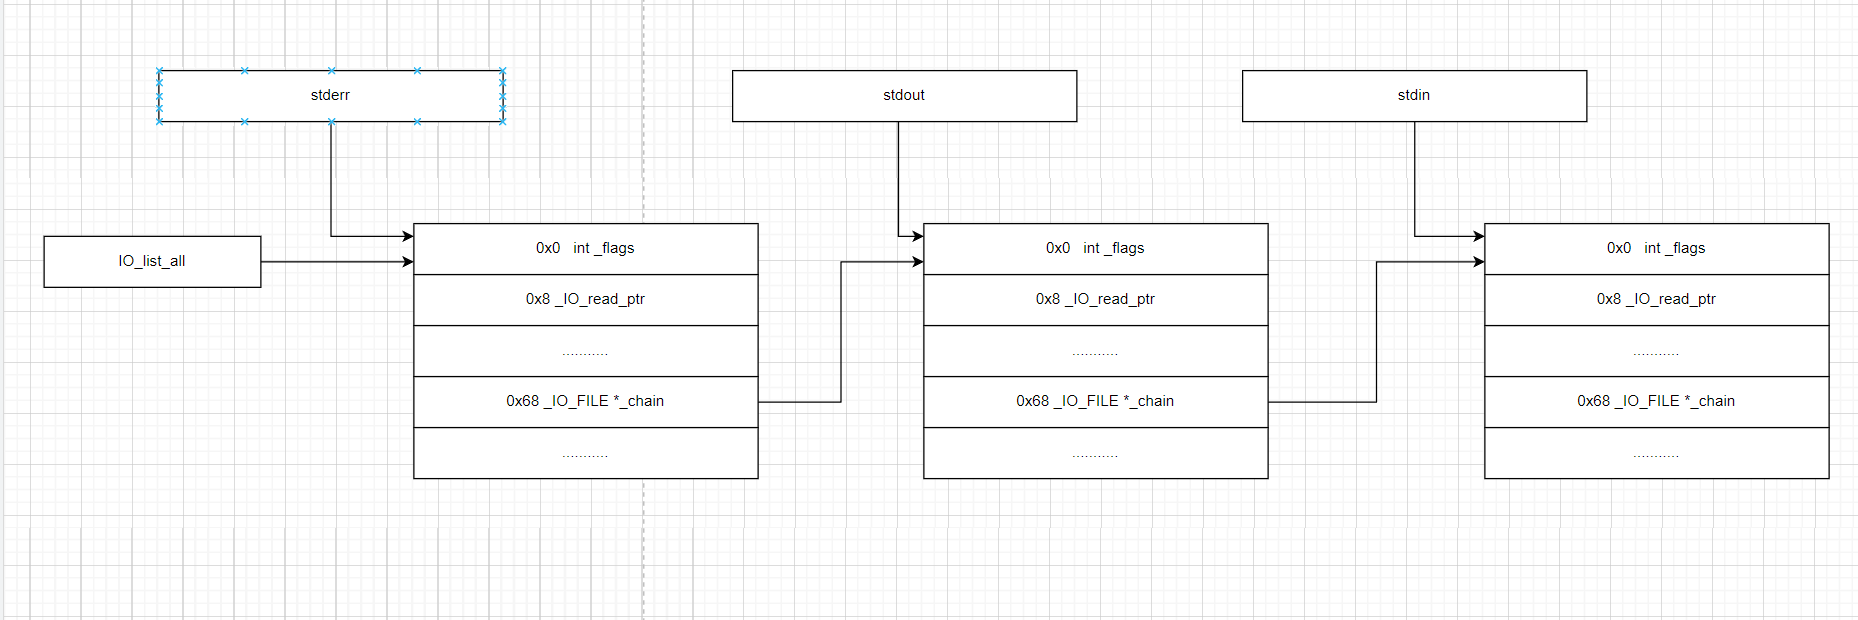 stderr
stdout
stdin
IO_list_all
0x0 int _flags
0x8 _IO_read_ptr
...........
0x68 _IO_FILE *_chain
...........
0x0 int _flags
0x8 _IO_read_ptr
...........
0x68 _IO_FILE *_chain
...........
0x0 int _flags
0x8 _IO_read_ptr
...........
0x68 _IO_FILE *_chain
...........